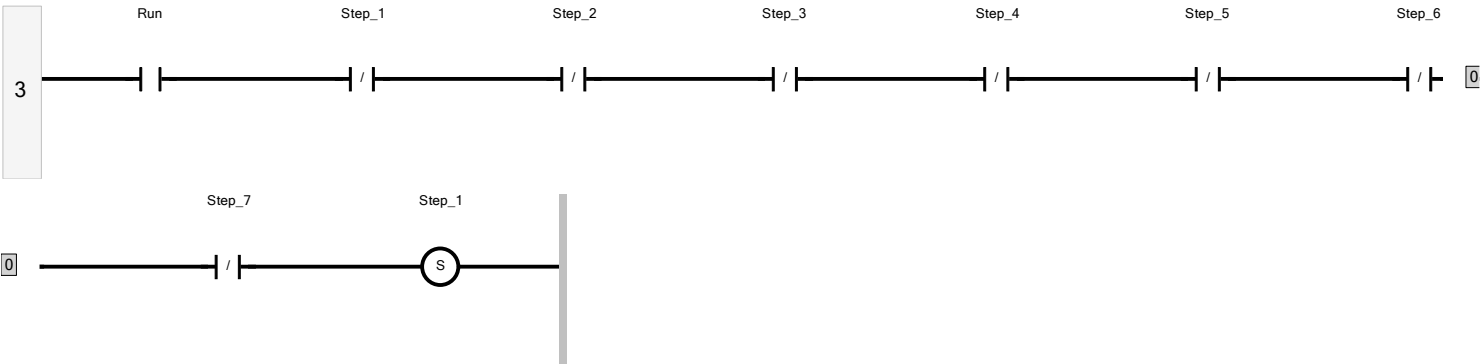 Run Step_1 Step_2 Step_3 Step_4 Step_5 Step_6
3 / / / / / / 0
Step_7 Step_1
0 / S